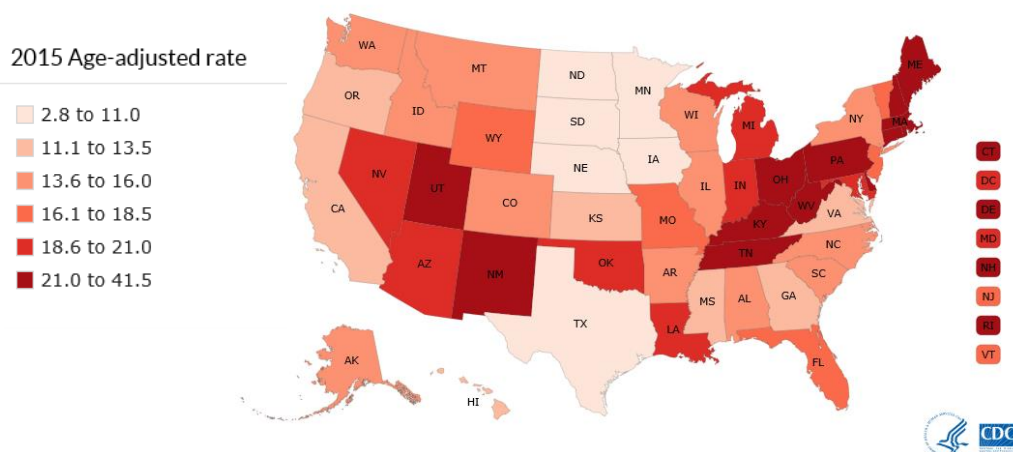 2015 Age-adjusted rate
2.8 to 11.0
11.1 to 13.5
13.6 to 16.0
16.1 to 18.5
18.6 to 21.0
21.0 to 41.5
WA
MT
ND
MN
ME
OR
ID
WY
SD
WI
MI
NY
MA
NV
UT
CO
NE
IA
IL
IN
OH
PA
CA
KS
MO
KY
WV
VA
AZ
NM
OK
AR
TN
NC
SC
TX
LA
MS
AL
GA
FL
AK
HI
CT
DC
DE
MD
NH
NJ
RI
VT
CDC